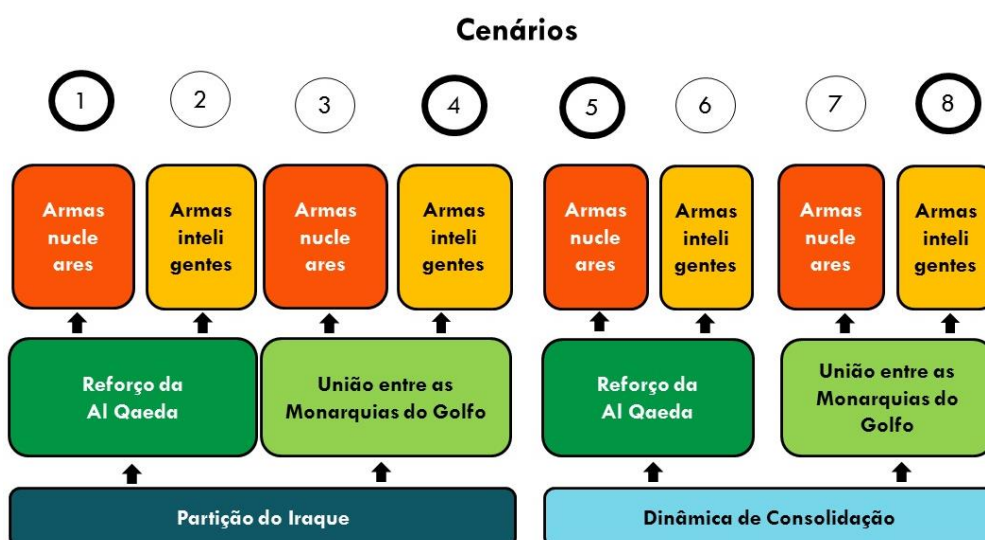 Cenários
1 2 3 4 5 6 7 8
Armas
nucle
ares
Armas
inteli
gentes
Armas
nucle
ares
Armas
inteli
gentes
Armas
nucle
ares
Armas
inteli
gentes
Armas
nucle
ares
Armas
inteli
gentes
Reforço da
Al Qaeda
União entre as
Monarquias do Golfo
Reforço da
Al Qaeda
União entre as
Monarquias do
Golfo
Partição do Iraque
Dinâmica de Consolidação